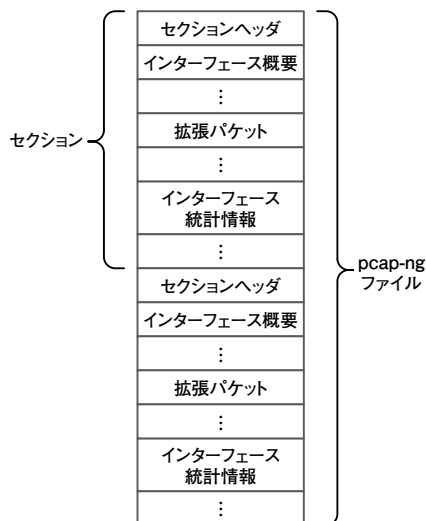 セクションヘッダ
インターフェース概要
⋮
拡張パケット
⋮
インターフェース
統計情報
⋮
セクションヘッダ
インターフェース概要
⋮
拡張パケット
⋮
インターフェース
統計情報
⋮
セクション
pcap-ng
ファイル